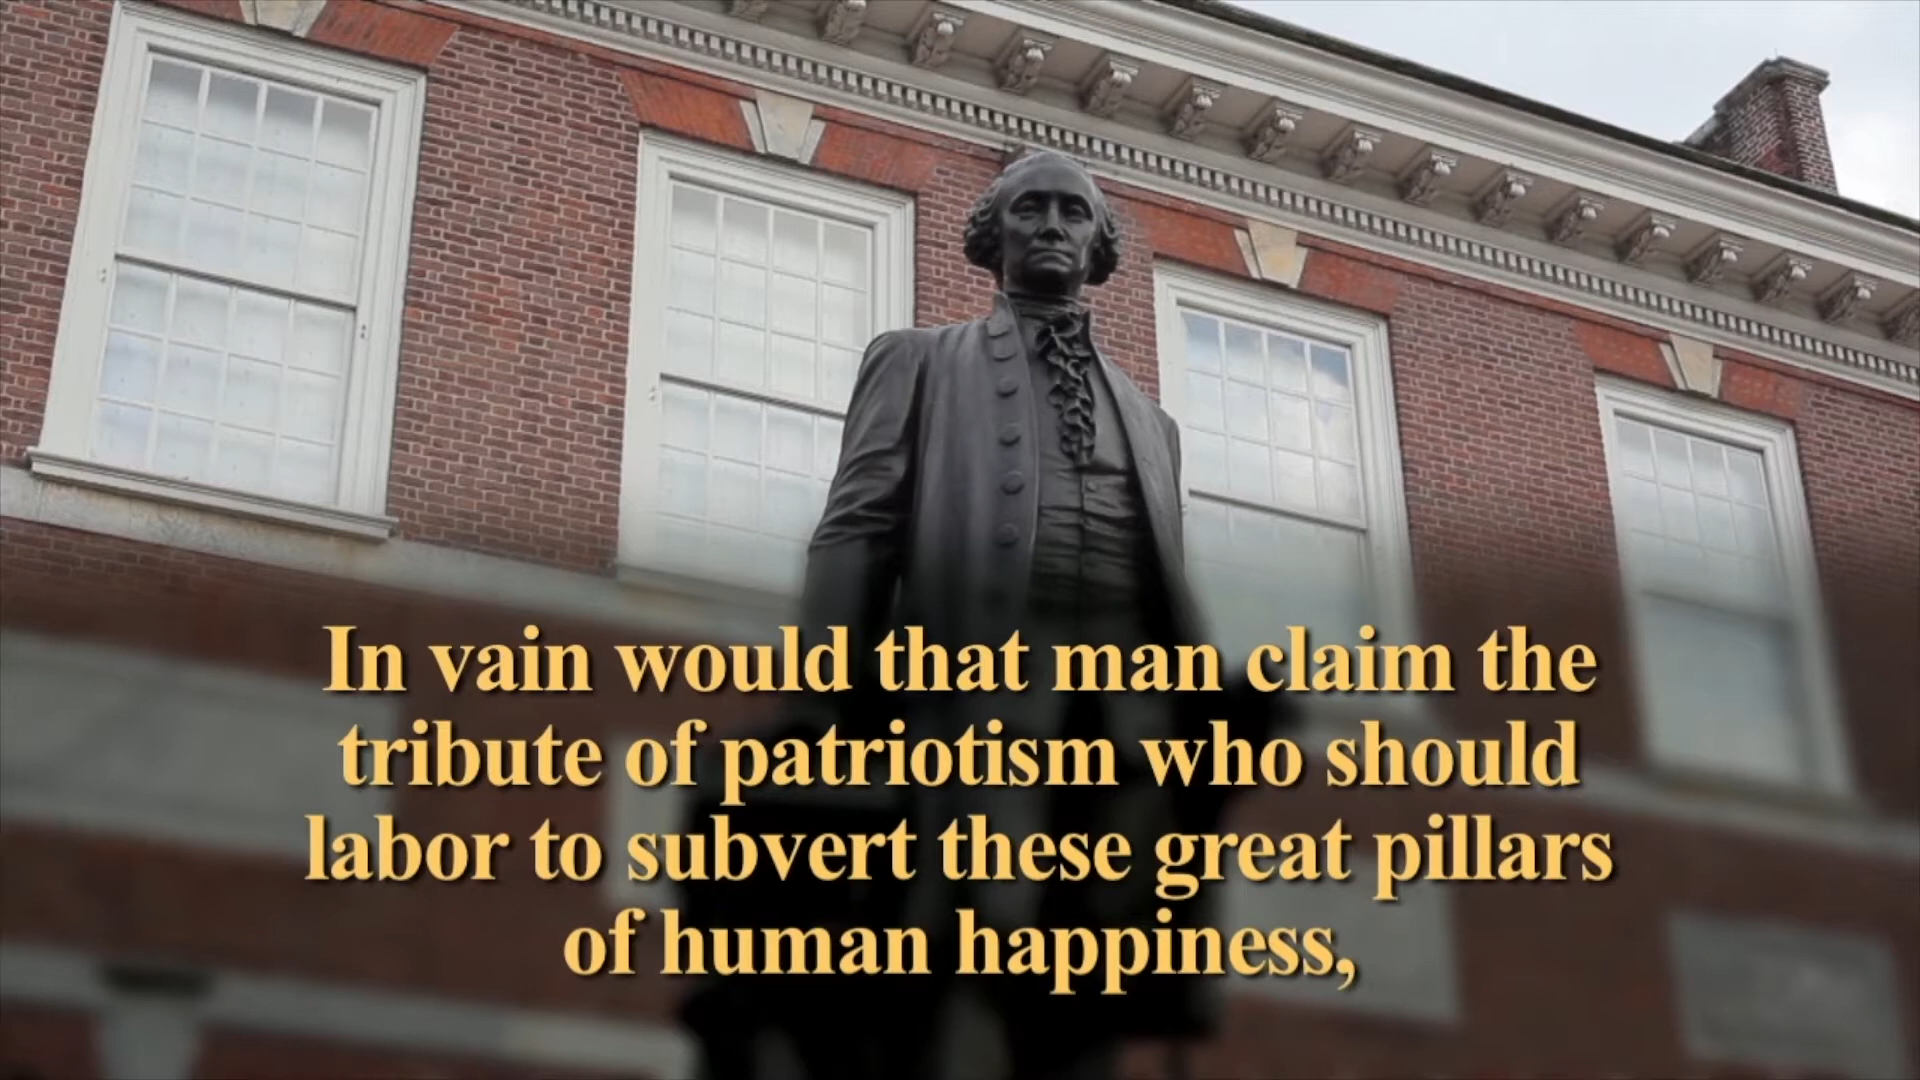 In vain would that man claim the
tribute of patriotism who should
labor to subvert these great pillars
of human happiness,